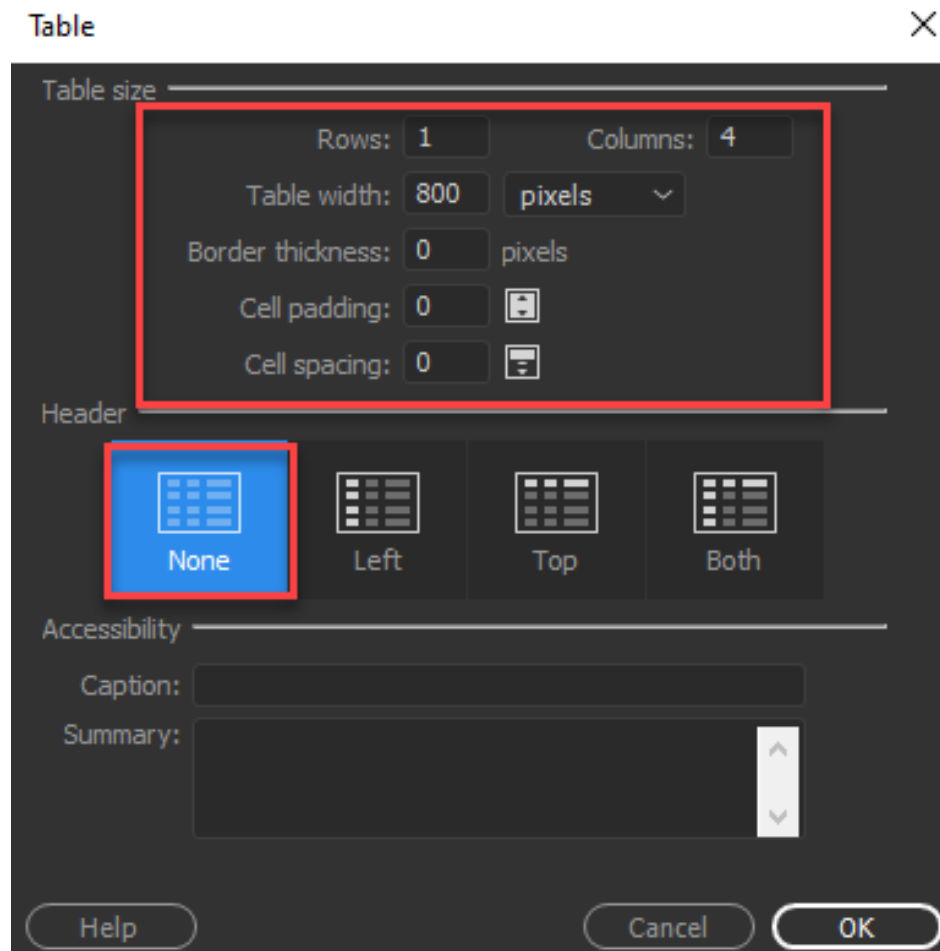 Table
Table size
Rows: 1 Columns: 4
Table width: 800 pixels
Border thickness: 0 pixels
Cell padding: 0
Cell spacing: 0
Header
None Left Top Both
Accessibility
Caption:
Summary:
Help Cancel OK